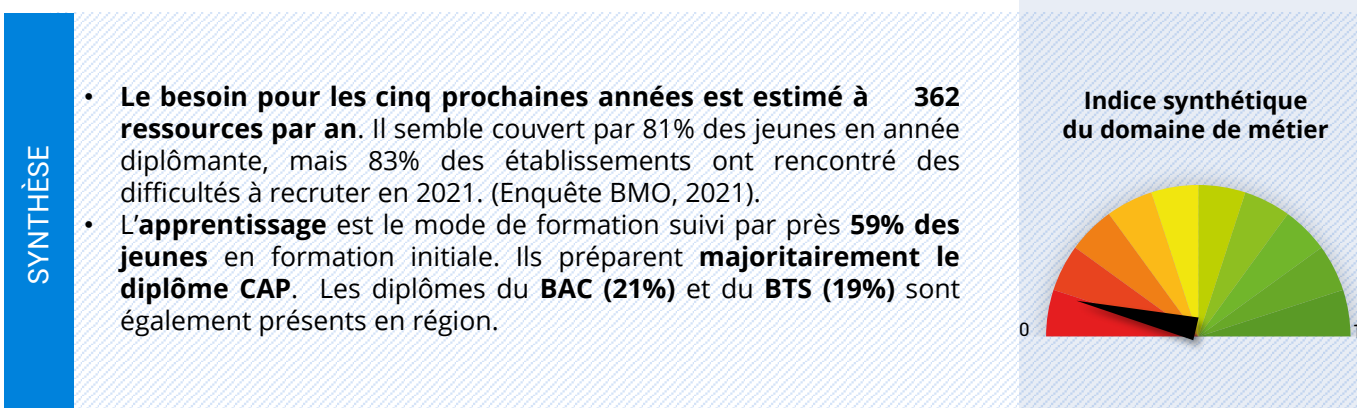 SYNTHÈSE
• Le besoin pour les cinq prochaines années est estimé à 362
ressources par an. Il semble couvert par 81% des jeunes en année
diplômante, mais 83% des établissements ont rencontré des
difficultés à recruter en 2021. (Enquête BMO, 2021).
• L’apprentissage est le mode de formation suivi par près 59% des
jeunes en formation initiale. Ils préparent majoritairement le
diplôme CAP. Les diplômes du BAC (21%) et du BTS (19%) sont
également présents en région.
Indice synthétique
du domaine de métier
0